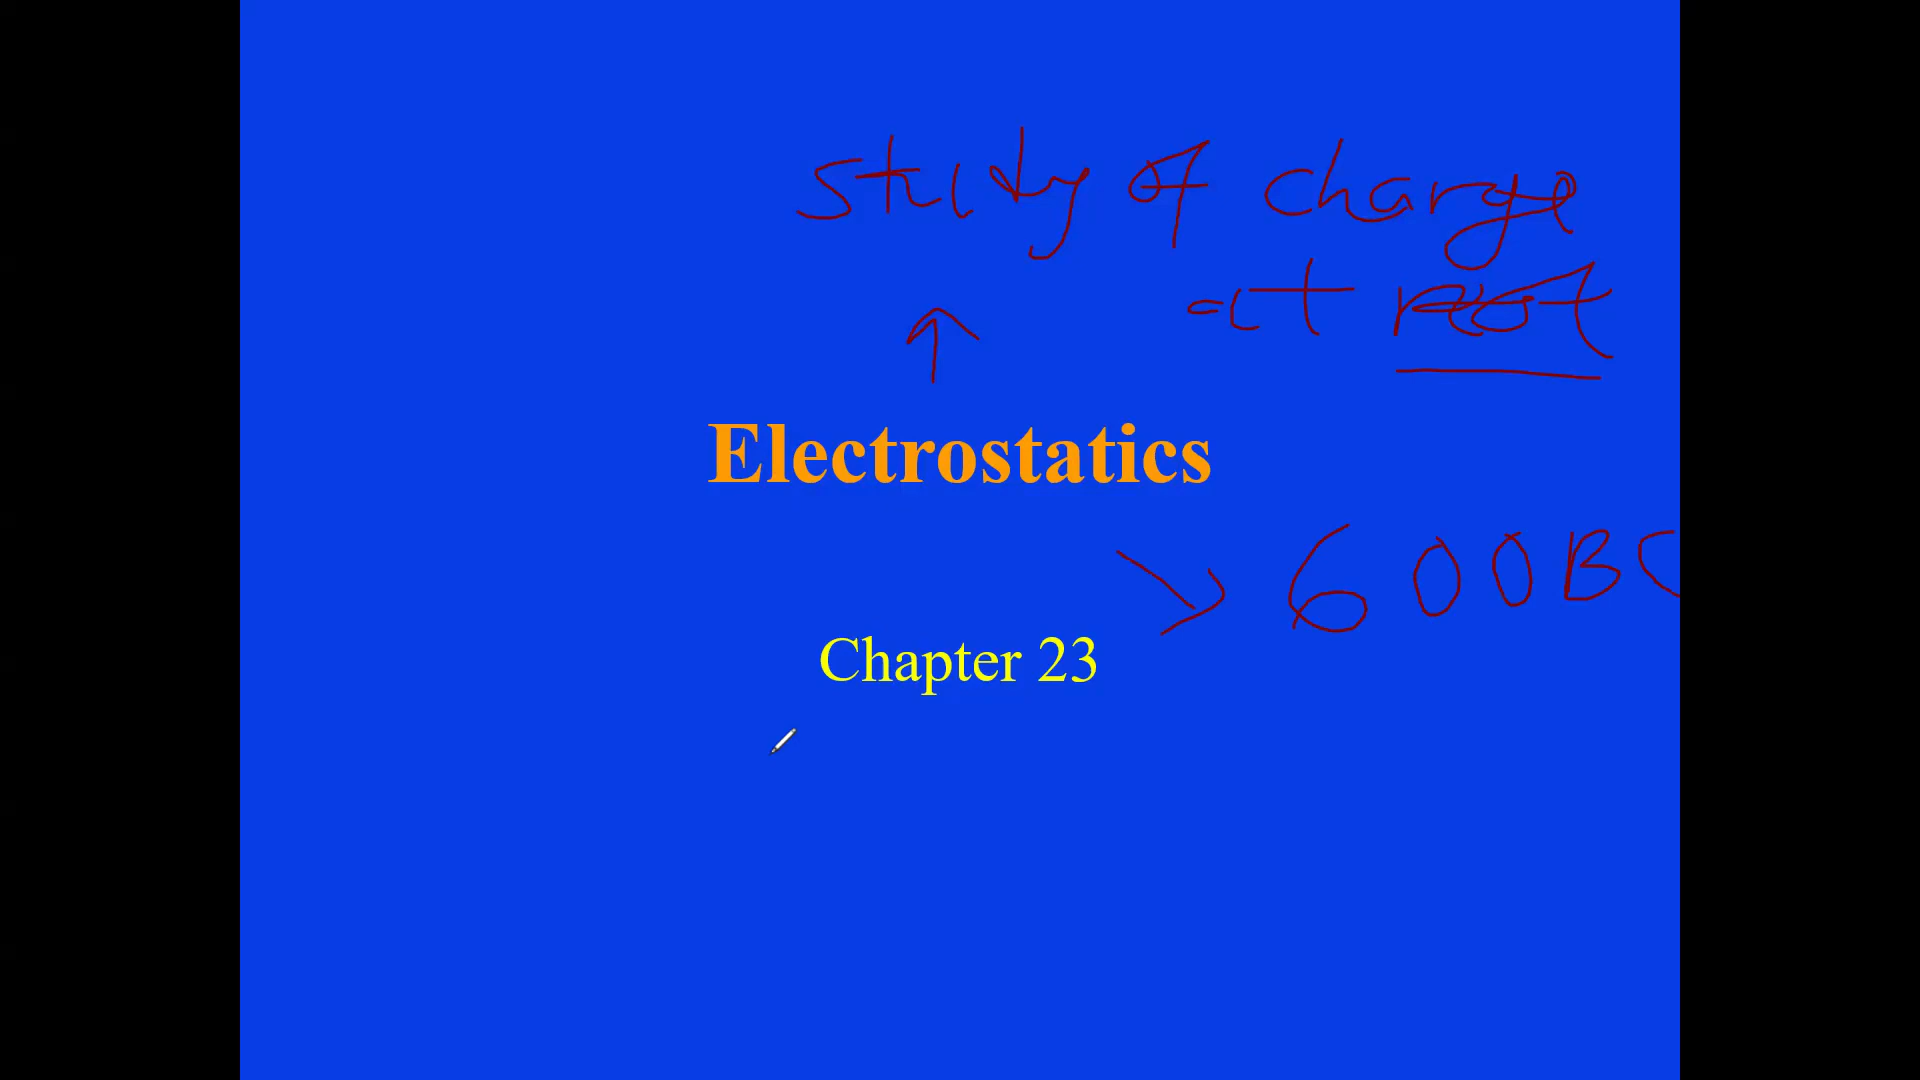 study of charge
at rest
Electrostatics
600BC
Chapter 23